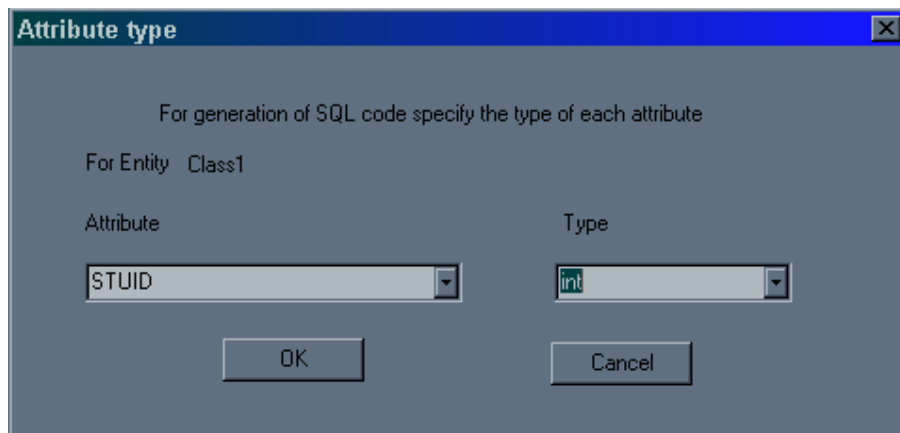 Attribute type
For generation of SQL code specify the type of each attribute
For Entity Class1
Attribute Type
STUID int
OK Cancel